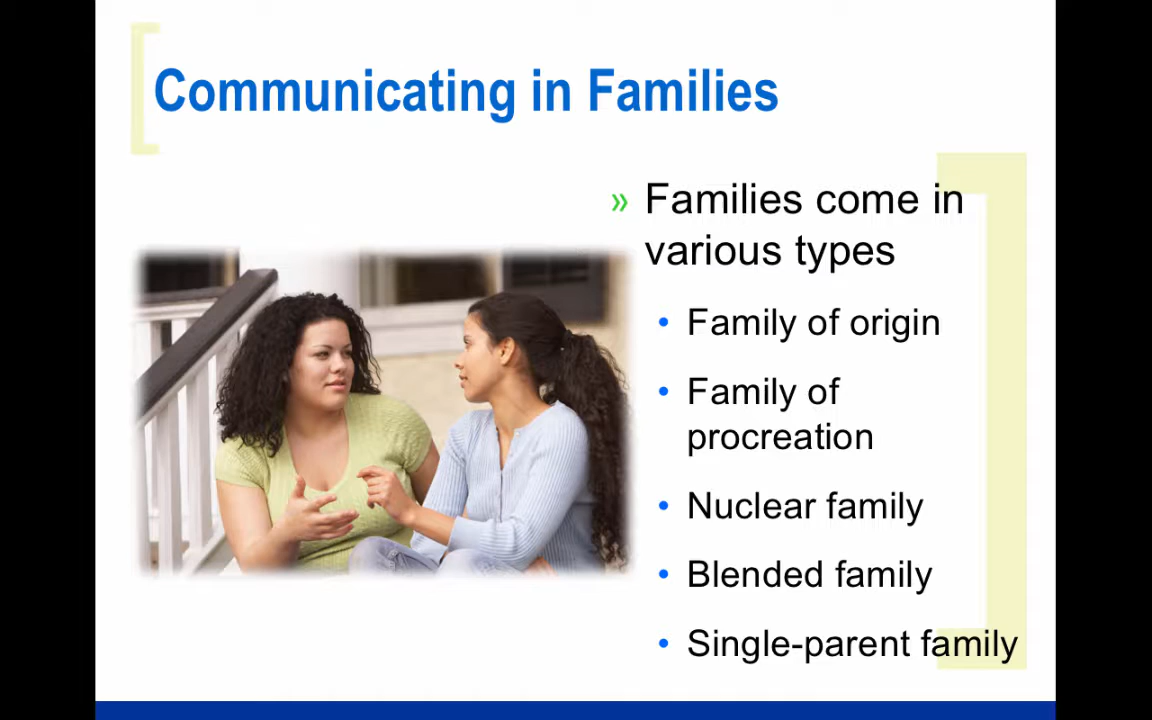 Communicating in Families
» Families come in
various types
• Family of origin
• Family of
procreation
• Nuclear family
• Blended family
• Single-parent family